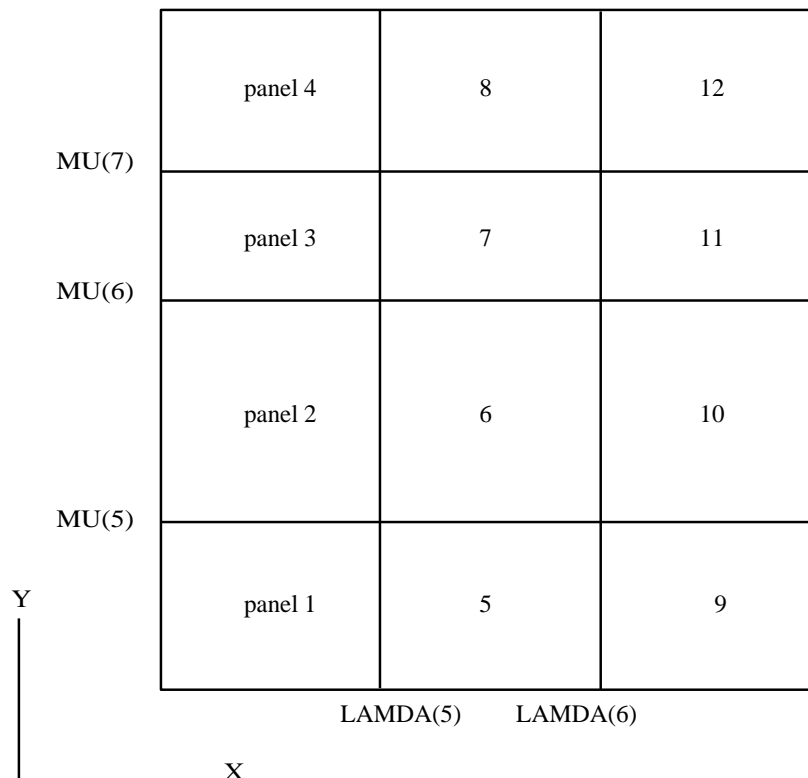 panel 4 8 12
MU(7)
panel 3 7 11
MU(6)
panel 2 6 10
MU(5)
Y
panel 1 5 9
LAMDA(5) LAMDA(6)
X